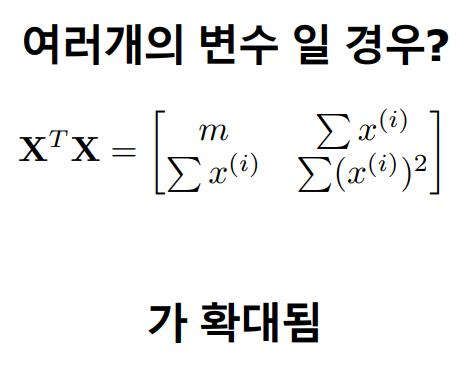 여러개의 변수 일 경우?
$\mathbf{X}^T\mathbf{X} = \begin{bmatrix} m & \sum x^{(i)} \\ \sum x^{(i)} & \sum (x^{(i)})^2 \end{bmatrix}$
가 확대됨